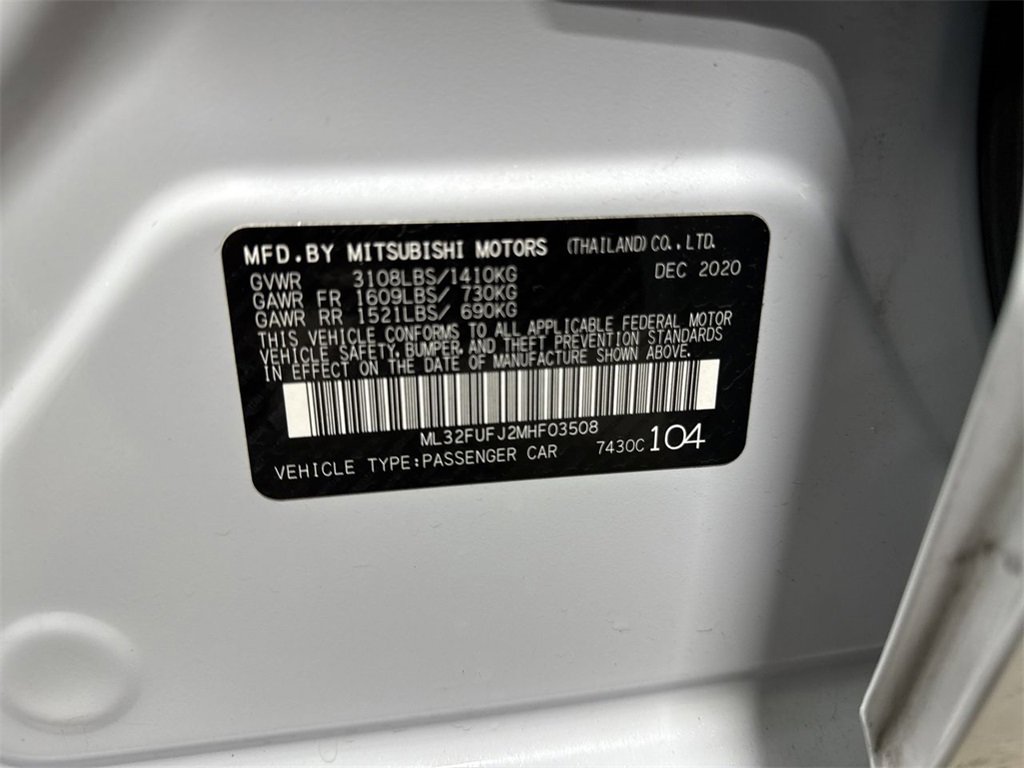 MFD.BY MITSUBISHI MOTORS (THAILAND)CO.,LTD.
GVWR 3108LBS/1410KG DEC 2020
GAWR FR 1609LBS/ 730KG
GAWR RR 1521LBS/ 690KG
THIS VEHICLE CONFORMS TO ALL APPLICABLE FEDERAL MOTOR
VEHICLE SAFETY, BUMPER, AND THEFT PREVENTION STANDARDS
IN EFFECT ON THE DATE OF MANUFACTURE SHOWN ABOVE.
ML32FUFJ2MHF03508
VEHICLE TYPE:PASSENGER CAR 7430C104